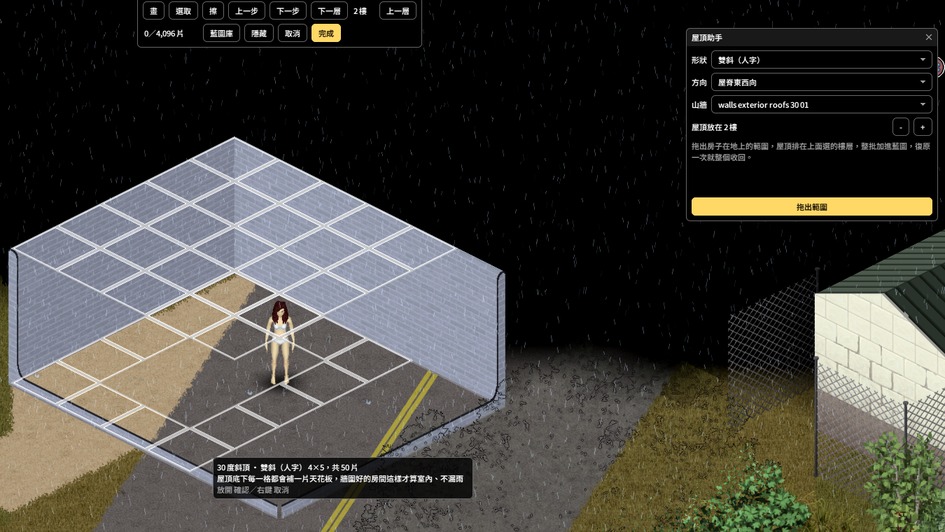 畫 選取 擦 上一步 下一步 下一層 2 樓 上一層
0／4,096 片 藍圖庫 隱藏 取消 完成
屋頂助手
形狀 雙斜（人字）
方向 屋脊東西向
山牆 walls exterior roofs 30 01
屋頂放在 2 樓 - +
拖出房子在地上的範圍，屋頂排在上面選的樓層，整批加進藍圖，復原
一次就整個收回。
拖出範圍
30 度斜頂 · 雙斜（人字） 4×5，共 50 片
屋頂底下每一格都會補一片天花板，牆圍好的房間這樣才算室內、不漏雨
放開 確認／右鍵 取消